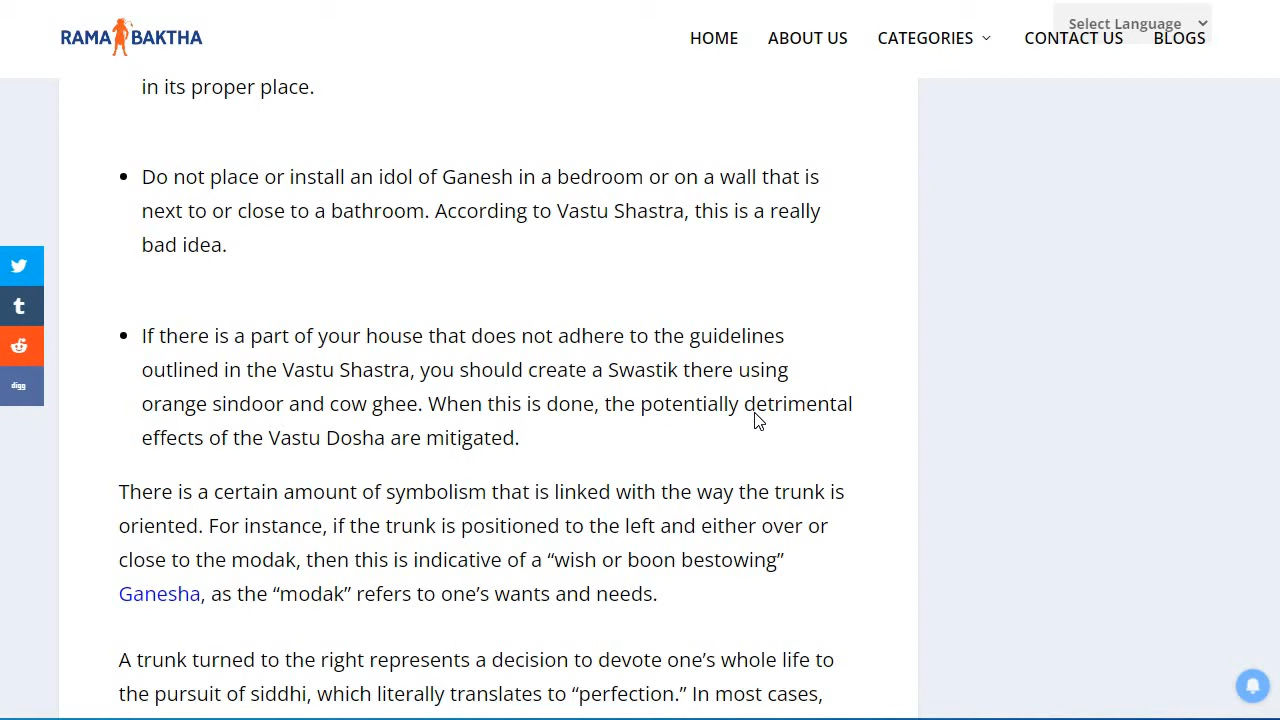 RAMA BAKTHA
HOME ABOUT US CATEGORIES CONTACT US BLOGS
Select Language
in its proper place.
Do not place or install an idol of Ganesh in a bedroom or on a wall that is
next to or close to a bathroom. According to Vastu Shastra, this is a really
bad idea.
If there is a part of your house that does not adhere to the guidelines
outlined in the Vastu Shastra, you should create a Swastik there using
orange sindoor and cow ghee. When this is done, the potentially detrimental
effects of the Vastu Dosha are mitigated.
There is a certain amount of symbolism that is linked with the way the trunk is
oriented. For instance, if the trunk is positioned to the left and either over or
close to the modak, then this is indicative of a “wish or boon bestowing”
Ganesha, as the “modak” refers to one’s wants and needs.
A trunk turned to the right represents a decision to devote one’s whole life to
the pursuit of siddhi, which literally translates to “perfection.” In most cases,
digg